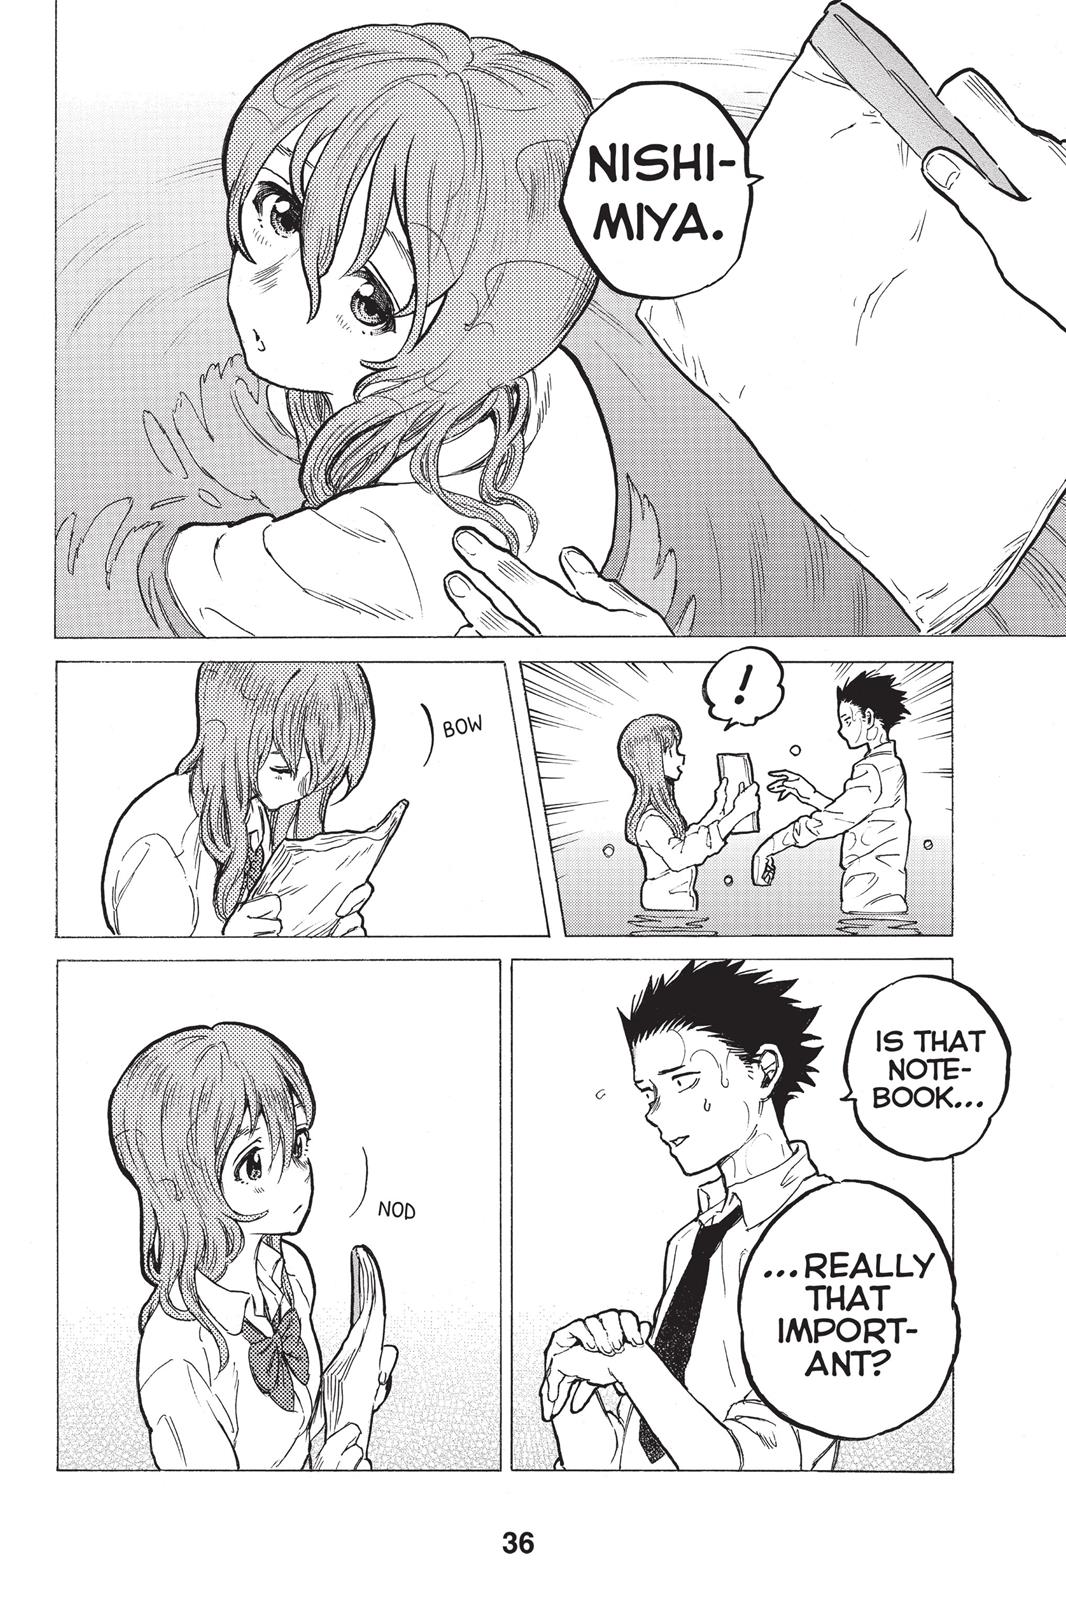 NISHI-
MIYA.
!
BOW
IS THAT
NOTE-
BOOK...
...REALLY
THAT
IMPORT-
ANT?
NOD
36